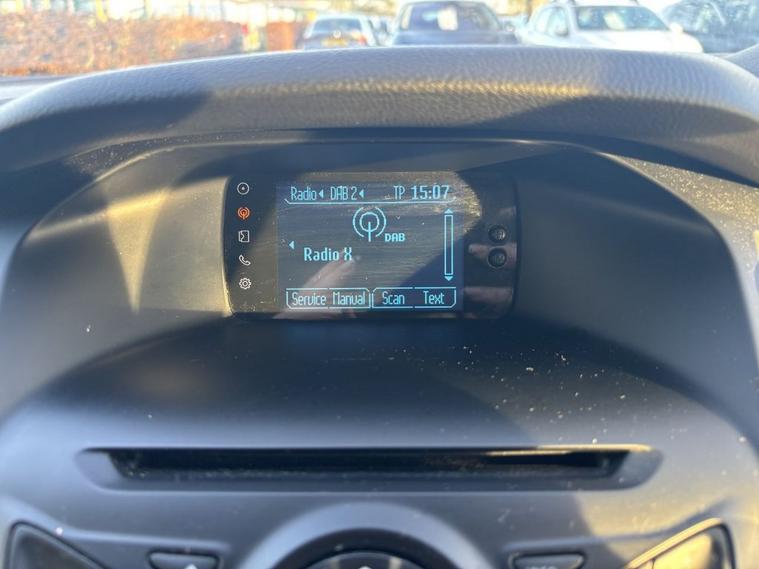 Radio DAB 2 TP 15:07
DAB
Radio X
Service Manual Scan Text